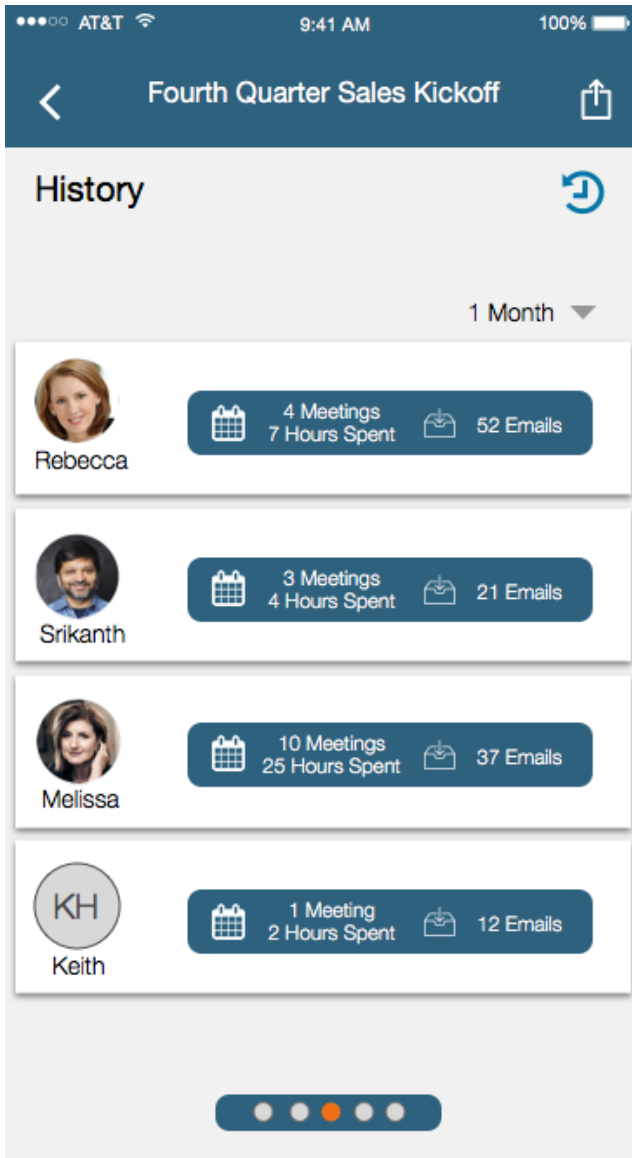 AT&T 9:41 AM 100%
Fourth Quarter Sales Kickoff
History
1 Month
4 Meetings
7 Hours Spent
52 Emails
Rebecca
3 Meetings
4 Hours Spent
21 Emails
Srikanth
10 Meetings
25 Hours Spent
37 Emails
Melissa
KH
1 Meeting
2 Hours Spent
12 Emails
Keith